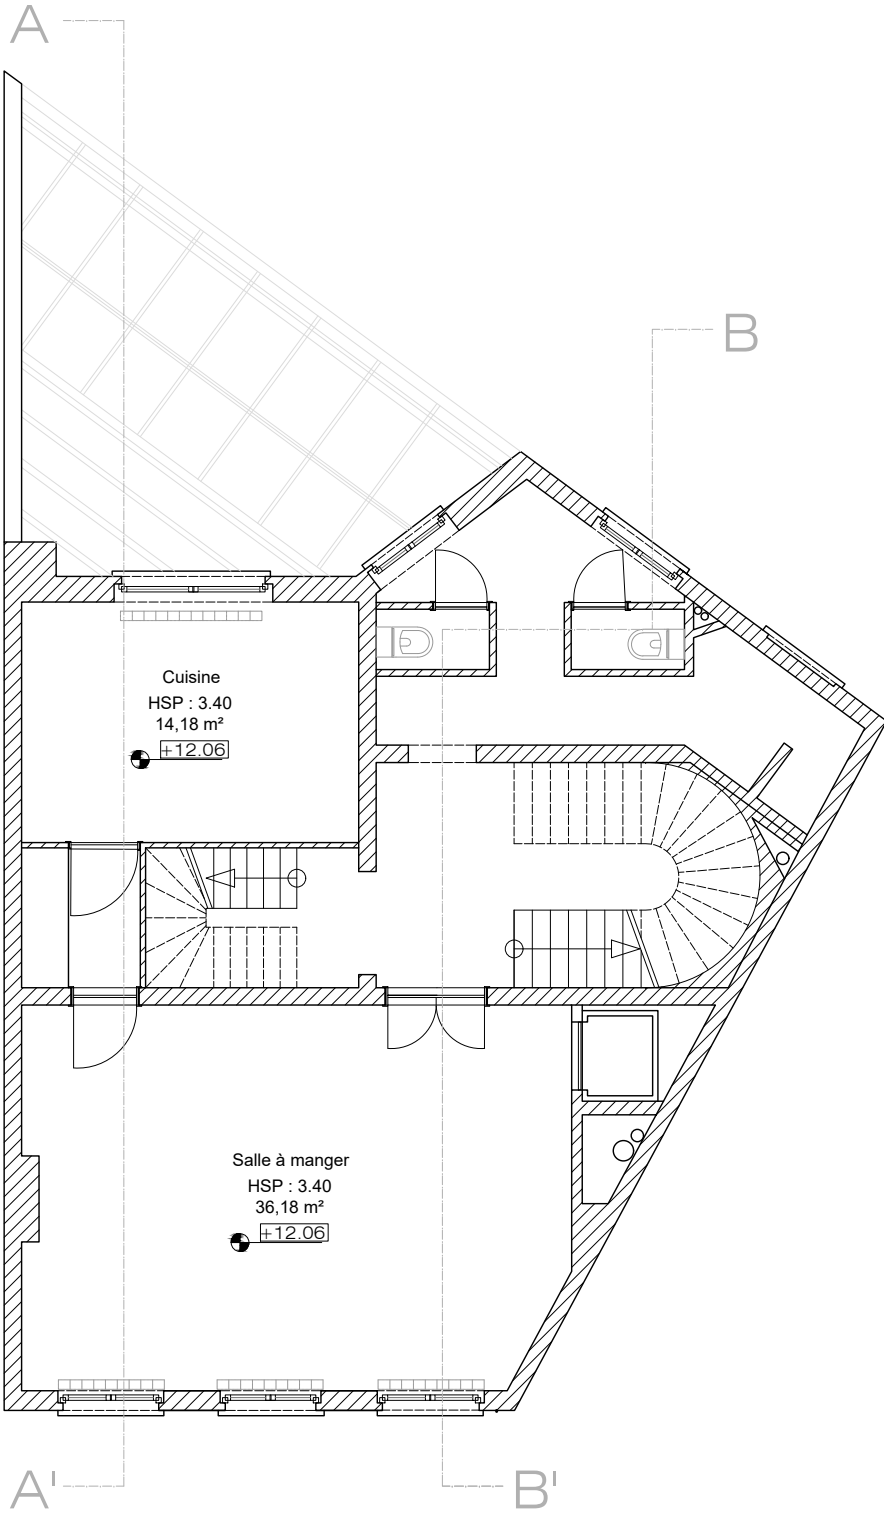 A
B
Cuisine
HSP : 3.40
14,18 m²
+12.06
Salle à manger
HSP : 3.40
36,18 m²
+12.06
A'
B'